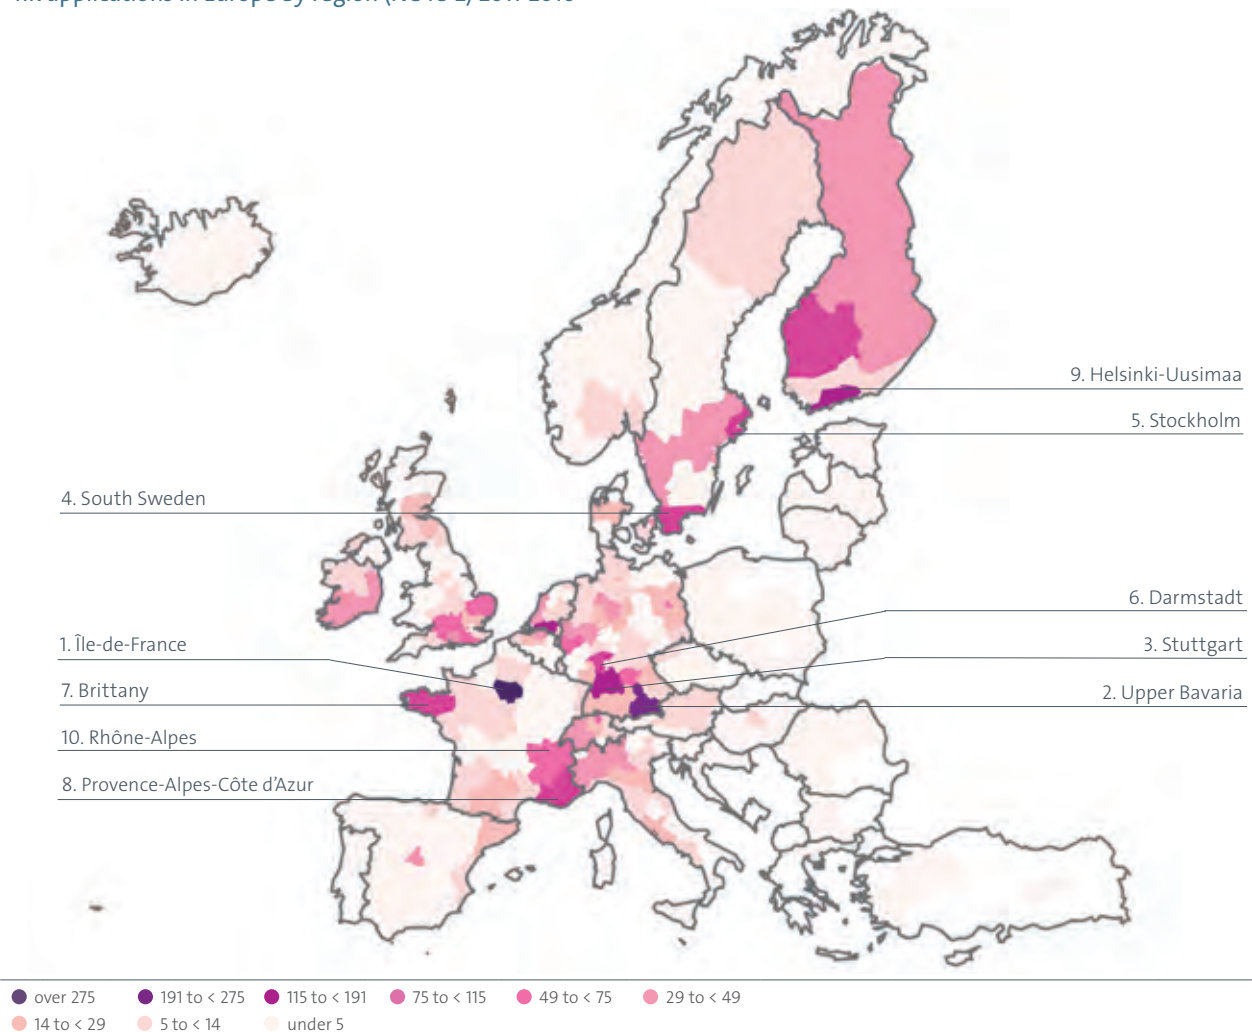 9. Helsinki-Uusimaa
5. Stockholm
4. South Sweden
6. Darmstadt
1. Île-de-France
3. Stuttgart
7. Brittany
2. Upper Bavaria
10. Rhône-Alpes
8. Provence-Alpes-Côte d'Azur
over 275
191 to < 275
115 to < 191
75 to < 115
49 to < 75
29 to < 49
14 to < 29
5 to < 14
under 5